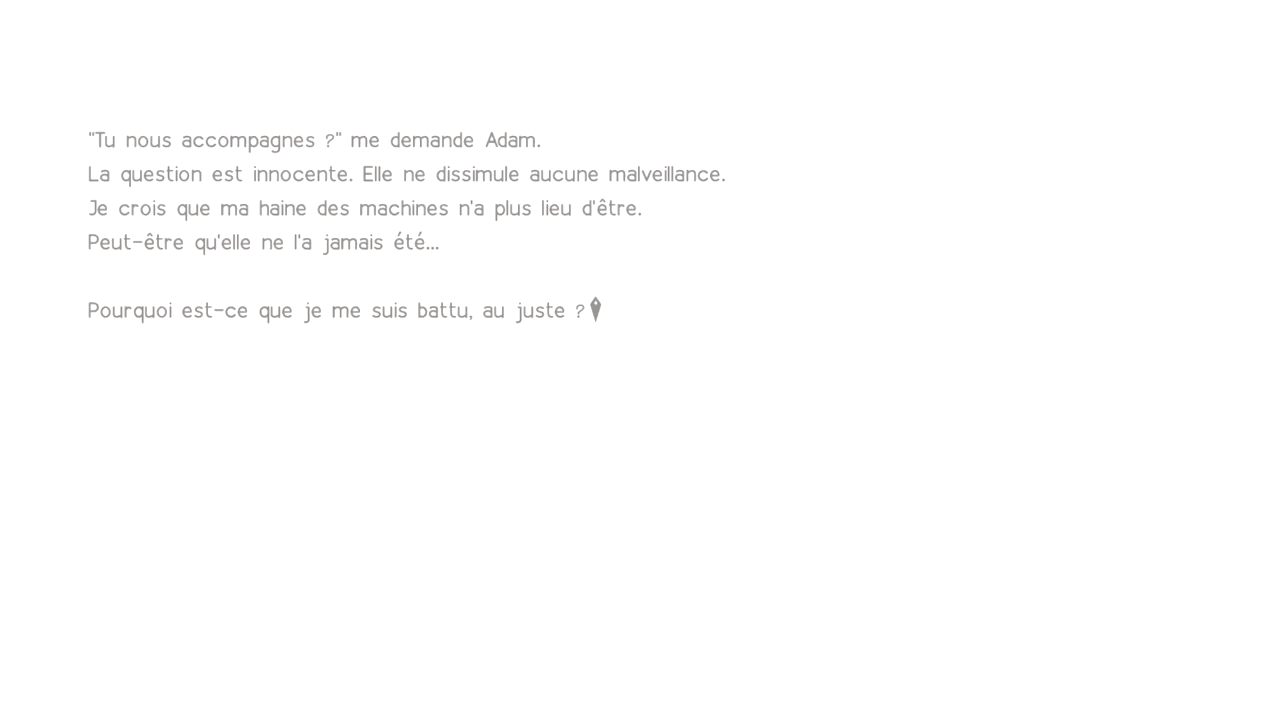 "Tu nous accompagnes ?" me demande Adam.
La question est innocente. Elle ne dissimule aucune malveillance.
Je crois que ma haine des machines n'a plus lieu d'être.
Peut-être qu'elle ne l'a jamais été...
Pourquoi est-ce que je me suis battu, au juste ?